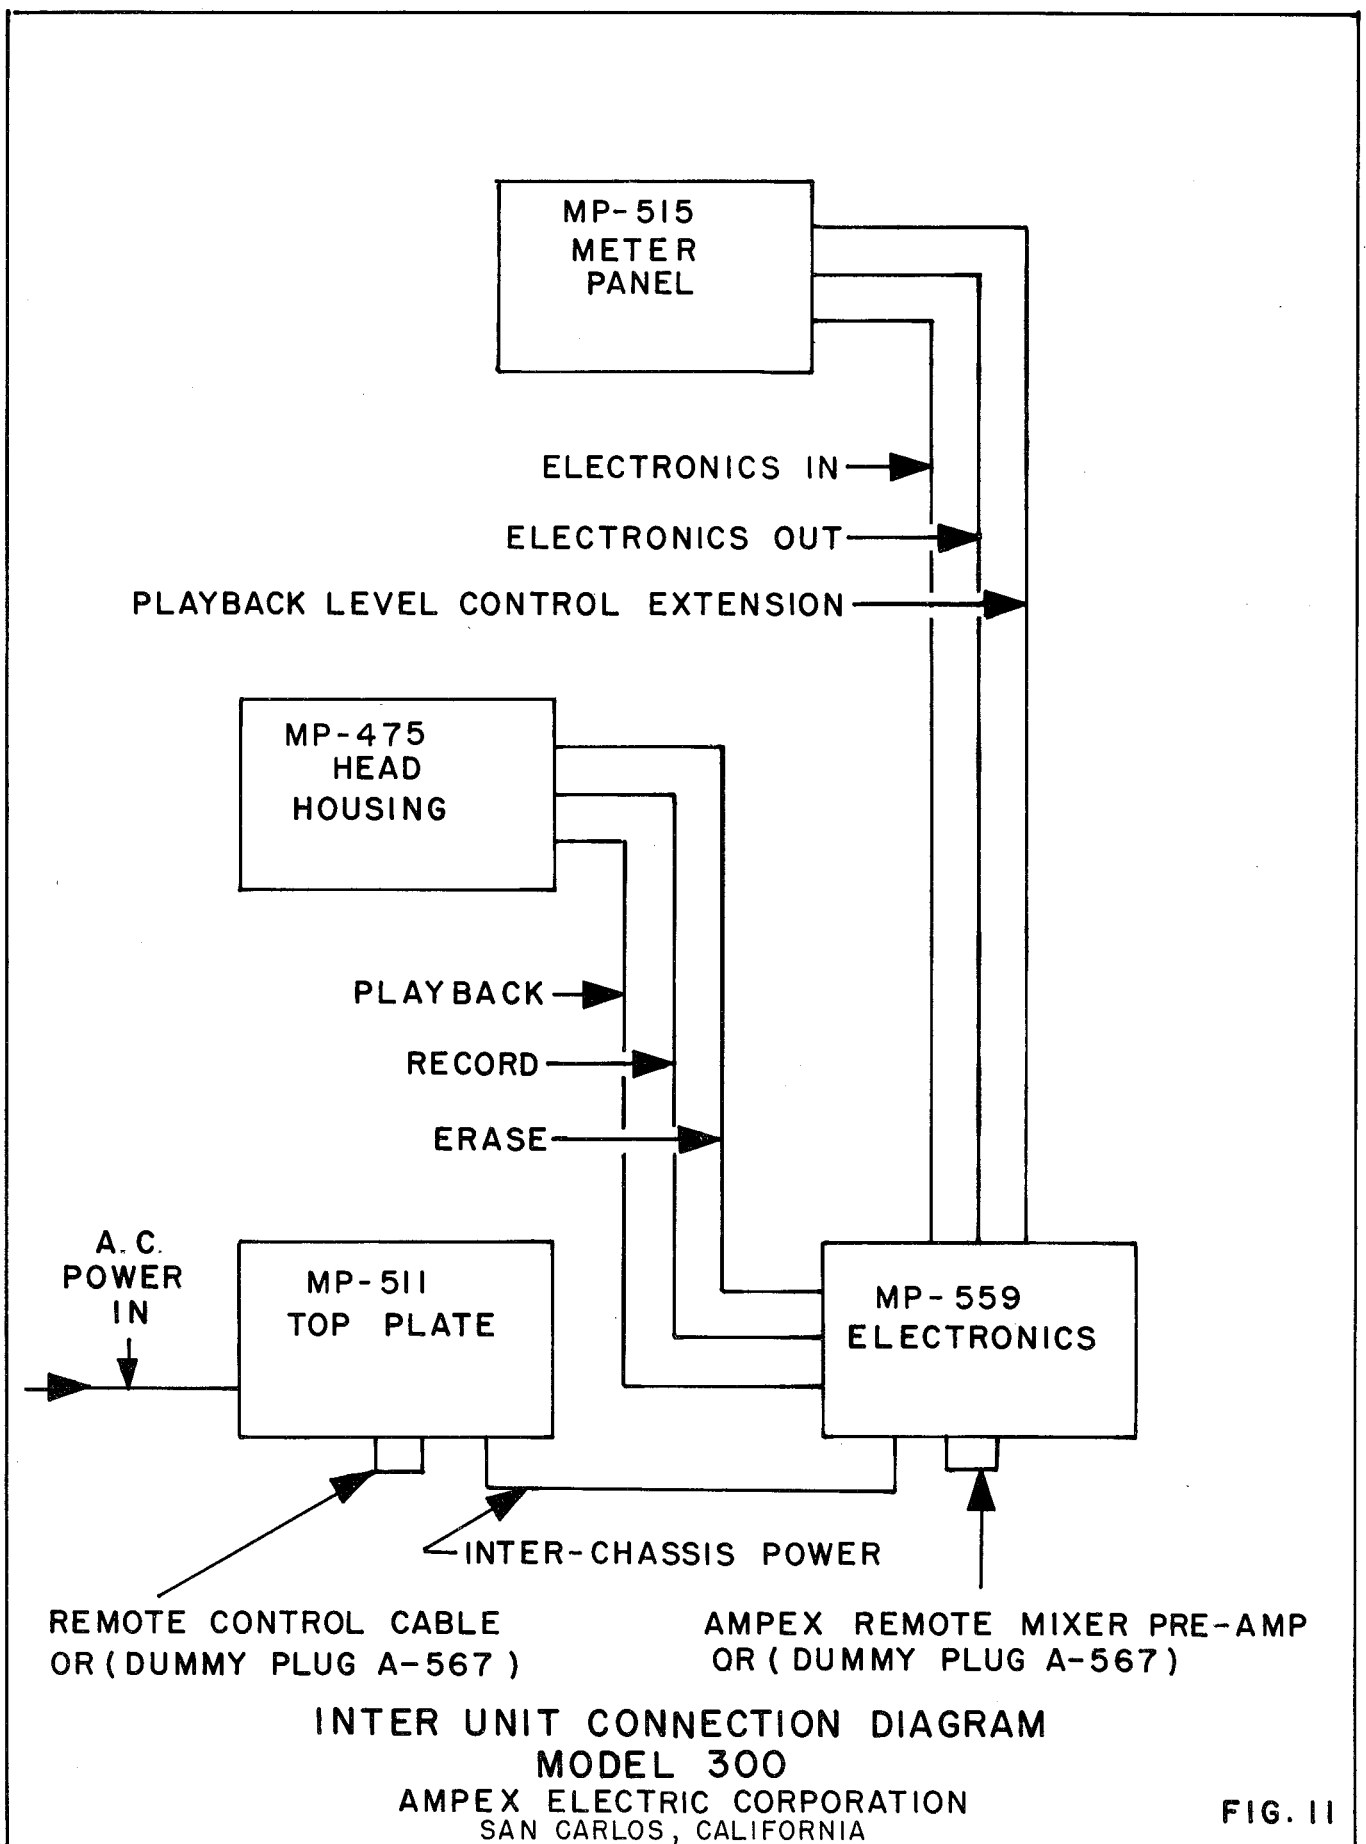 MP-515
METER
PANEL
ELECTRONICS IN
ELECTRONICS OUT
PLAYBACK LEVEL CONTROL EXTENSION
MP-475
HEAD
HOUSING
PLAYBACK
RECORD
ERASE
A.C.
POWER
IN
MP-511
TOP PLATE
MP-559
ELECTRONICS
INTER-CHASSIS POWER
REMOTE CONTROL CABLE
OR (DUMMY PLUG A-567)
AMPEX REMOTE MIXER PRE-AMP
OR (DUMMY PLUG A-567)
INTER UNIT CONNECTION DIAGRAM
MODEL 300
AMPEX ELECTRIC CORPORATION
SAN CARLOS, CALIFORNIA
FIG. 11